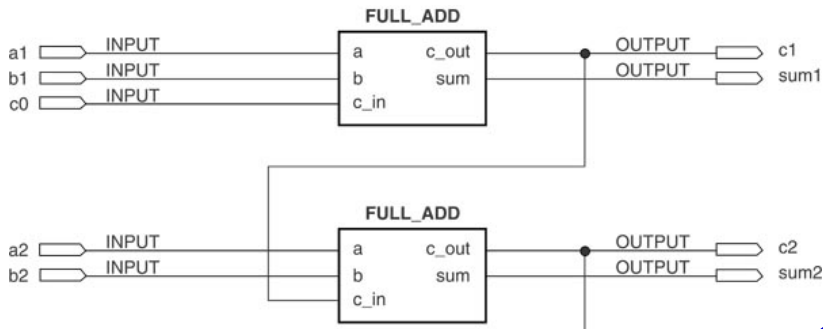 FULL_ADD
a1 INPUT a c_out OUTPUT c1
b1 INPUT b sum OUTPUT sum1
c0 INPUT c_in
FULL_ADD
a2 INPUT a c_out OUTPUT c2
b2 INPUT b sum OUTPUT sum2
c_in